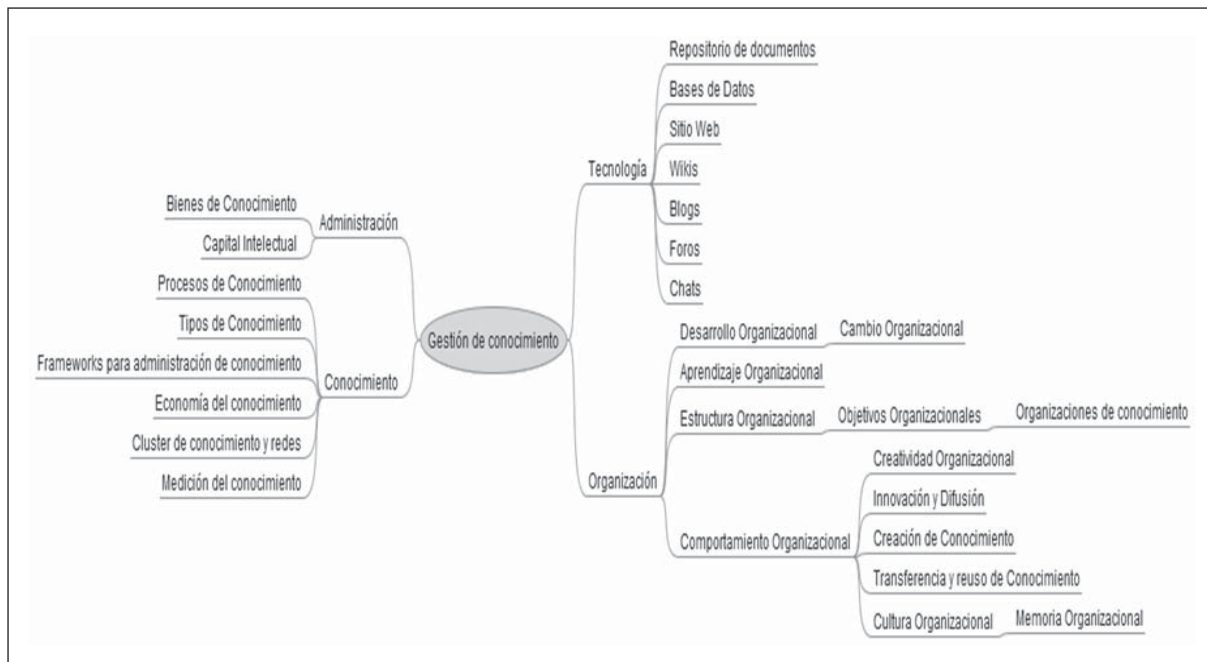 Gestión de conocimiento
Administración
Bienes de Conocimiento
Capital Intelectual
Conocimiento
Procesos de Conocimiento
Tipos de Conocimiento
Frameworks para administración de conocimiento
Economía del conocimiento
Cluster de conocimiento y redes
Medición del conocimiento
Tecnología
Repositorio de documentos
Bases de Datos
Sitio Web
Wikis
Blogs
Foros
Chats
Organización
Desarrollo Organizacional
Cambio Organizacional
Aprendizaje Organizacional
Estructura Organizacional
Objetivos Organizacionales
Organizaciones de conocimiento
Comportamiento Organizacional
Creatividad Organizacional
Innovación y Difusión
Creación de Conocimiento
Transferencia y reuso de Conocimiento
Cultura Organizacional
Memoria Organizacional